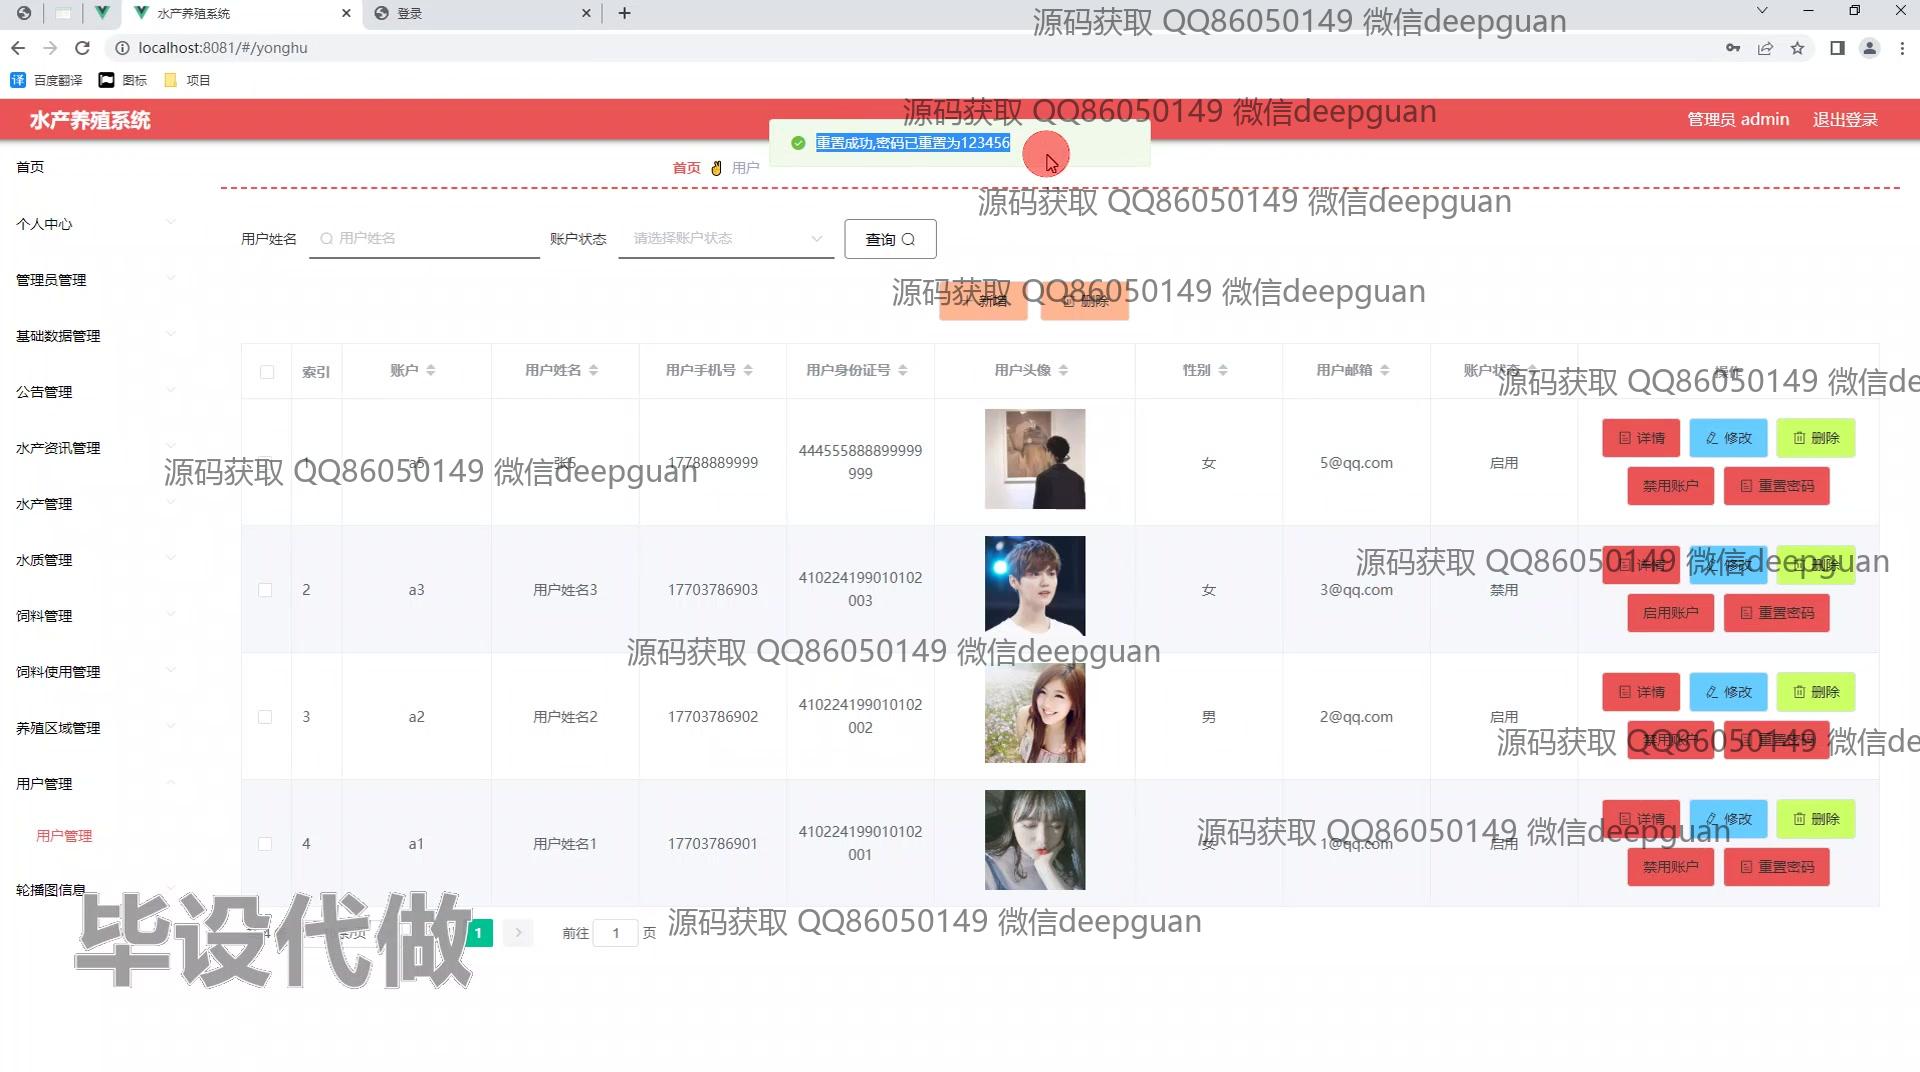 水产养殖系统
登录
源码获取 QQ86050149 微信deepguan
localhost:8081/#/yonghu
译 百度翻译 图标 项目
水产养殖系统
源码获取 QQ86050149 微信deepguan
管理员 admin 退出登录
重置成功,密码已重置为123456
首页
首页 用户
源码获取 QQ86050149 微信deepguan
个人中心
用户姓名 用户姓名 账户状态 请选择账户状态 查询
管理员管理
源码获取 QQ86050149 微信deepguan
新增 删除
基础数据管理
索引 账户 用户姓名 用户手机号 用户身份证号 用户头像 性别 用户邮箱 账户状态 操作
源码获取 QQ86050149 微信de
公告管理
水产资讯管理
1 a5 张5 17788889999 444555888899999999 女 5@qq.com 启用
详情 修改 删除
禁用账户 重置密码
源码获取 QQ86050149 微信deepguan
水产管理
水质管理
源码获取 QQ86050149 微信deepguan
2 a3 用户姓名3 17703786903 410224199010102003 女 3@qq.com 禁用
详情 修改 删除
启用账户 重置密码
饲料管理
源码获取 QQ86050149 微信deepguan
饲料使用管理
3 a2 用户姓名2 17703786902 410224199010102002 男 2@qq.com 启用
详情 修改 删除
禁用账户 重置密码
养殖区域管理
源码获取 QQ86050149 微信de
用户管理
用户管理
源码获取 QQ86050149 微信deepguan
4 a1 用户姓名1 17703786901 410224199010102001 女 1@qq.com 启用
详情 修改 删除
禁用账户 重置密码
轮播图信息
毕设代做
1 前往 1 页
源码获取 QQ86050149 微信deepguan